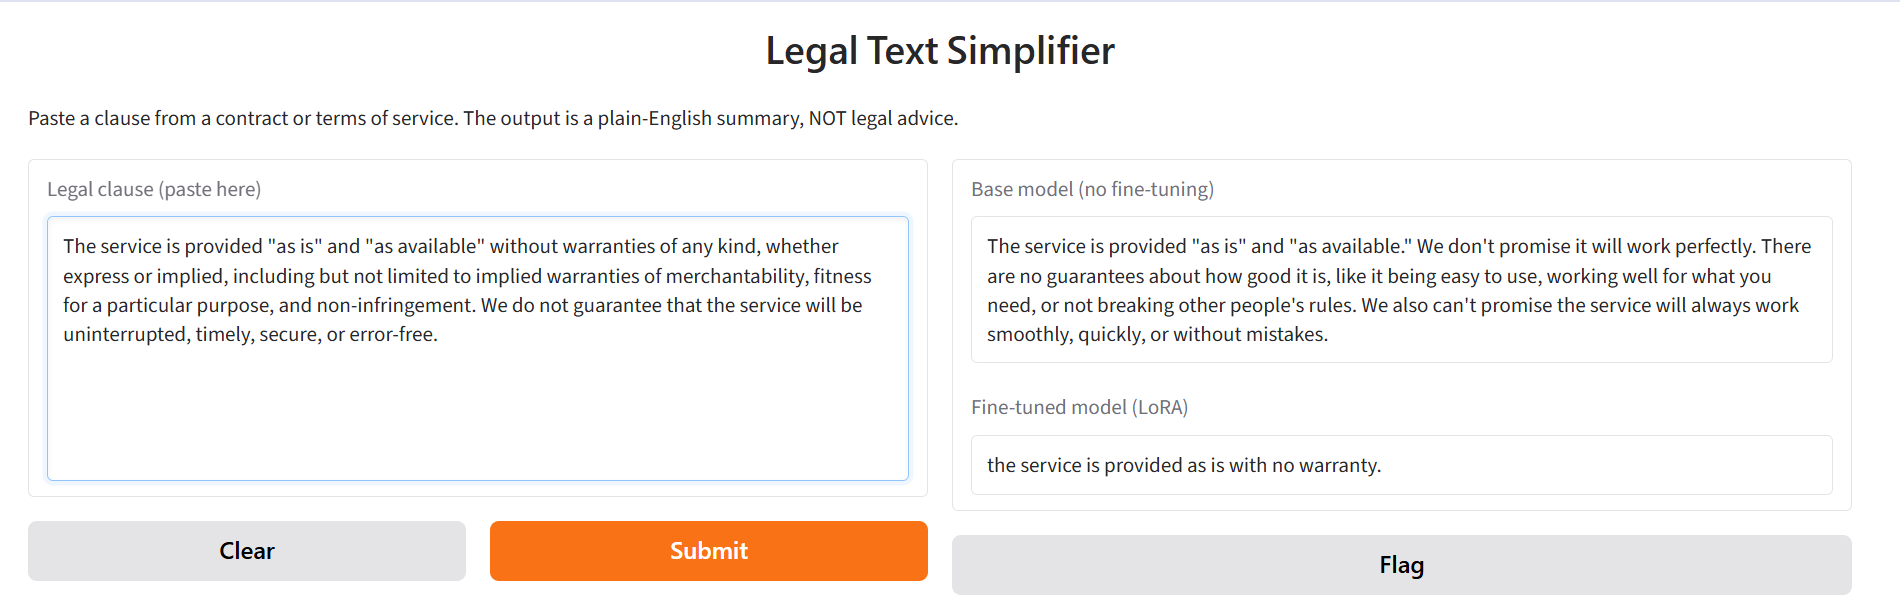 Legal Text Simplifier
Paste a clause from a contract or terms of service. The output is a plain-English summary, NOT legal advice.
Legal clause (paste here)
The service is provided "as is" and "as available" without warranties of any kind, whether
express or implied, including but not limited to implied warranties of merchantability, fitness
for a particular purpose, and non-infringement. We do not guarantee that the service will be
uninterrupted, timely, secure, or error-free.
Clear
Submit
Base model (no fine-tuning)
The service is provided "as is" and "as available." We don't promise it will work perfectly. There
are no guarantees about how good it is, like it being easy to use, working well for what you
need, or not breaking other people's rules. We also can't promise the service will always work
smoothly, quickly, or without mistakes.
Fine-tuned model (LoRA)
the service is provided as is with no warranty.
Flag